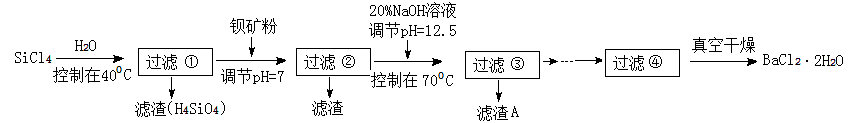 20%NaOH溶液
调节pH=12.5
钡矿粉
SiCl₄ H₂O 控制在40⁰C 过滤 ① 调节pH=7 过滤 ② 控制在 70⁰C 过滤 ③ 过滤 ④ 真空干燥 BaCl₂·2H₂O
滤渣(H₄SiO₄) 滤渣 滤渣A